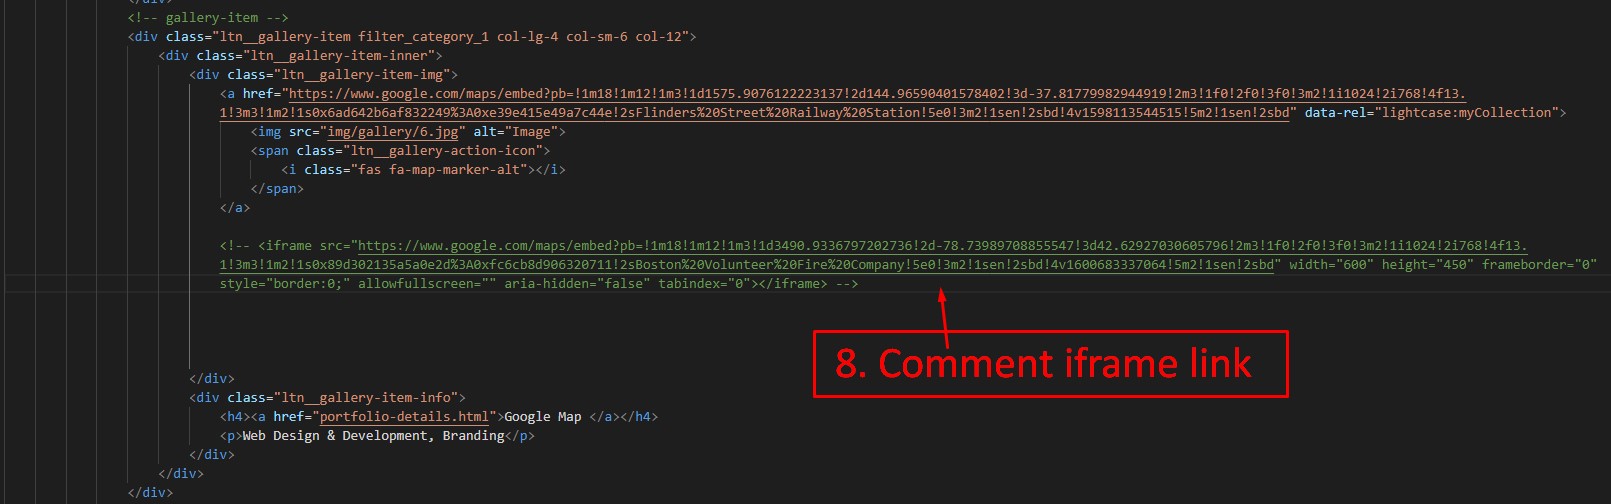 </div>
<!-- gallery-item -->
<div class="ltn__gallery-item filter_category_1 col-lg-4 col-sm-6 col-12">
<div class="ltn__gallery-item-inner">
<div class="ltn__gallery-item-img">
<a href="https://www.google.com/maps/embed?pb=!1m18!1m12!1m3!1d1575.9076122223137!2d144.96590401578402!3d-37.81779982944919!2m3!1f0!2f0!3f0!3m2!1i1024!2i768!4f13.
1!3m3!1m2!1s0x6ad642b6af832249%3A0xe39e415e49a7c44e!2sFlinders%20Street%20Railway%20Station!5e0!3m2!1sen!2sbd!4v1598113544515!5m2!1sen!2sbd" data-rel="lightcase:myCollection">
<img src="img/gallery/6.jpg" alt="Image">
<span class="ltn__gallery-action-icon">
<i class="fas fa-map-marker-alt"></i>
</span>
</a>
<!-- <iframe src="https://www.google.com/maps/embed?pb=!1m18!1m12!1m3!1d3490.9336797202736!2d-78.73989708855547!3d42.62927030605796!2m3!1f0!2f0!3f0!3m2!1i1024!2i768!4f13.
1!3m3!1m2!1s0x89d302135a5a0e2d%3A0xfc6cb8d906320711!2sBoston%20Volunteer%20Fire%20Company!5e0!3m2!1sen!2sbd!4v1600683337064!5m2!1sen!2sbd" width="600" height="450" frameborder="0"
style="border:0;" allowfullscreen="" aria-hidden="false" tabindex="0"></iframe> -->
8. Comment iframe link
</div>
<div class="ltn__gallery-item-info">
<h4><a href="portfolio-details.html">Google Map </a></h4>
<p>Web Design & Development, Branding</p>
</div>
</div>
</div>